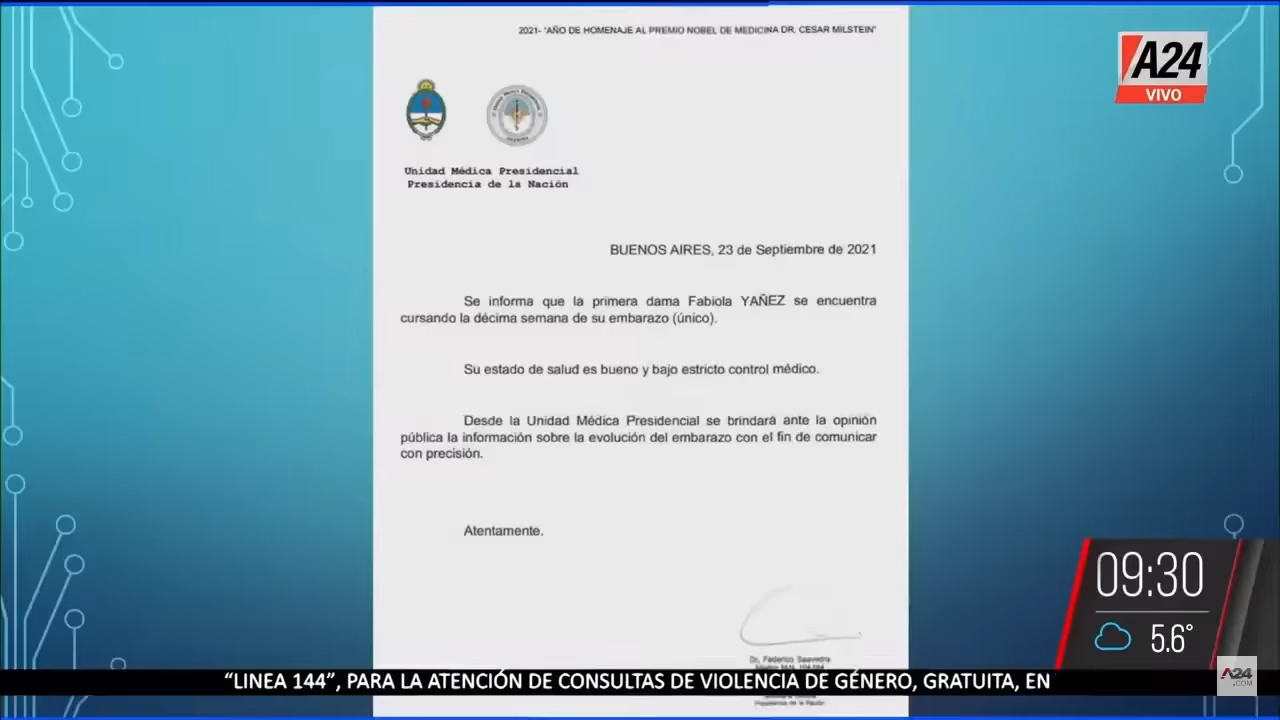 2021- "AÑO DE HOMENAJE AL PREMIO NOBEL DE MEDICINA DR. CESAR MILSTEIN"
A24
VIVO
Unidad Médica Presidencial
Presidencia de la Nación
BUENOS AIRES, 23 de Septiembre de 2021
Se informa que la primera dama Fabiola YAÑEZ se encuentra
cursando la décima semana de su embarazo (único).
Su estado de salud es bueno y bajo estricto control médico.
Desde la Unidad Médica Presidencial se brindará ante la opinión
pública la información sobre la evolución del embarazo con el fin de comunicar
con precisión.
Atentamente.
09:30
5.6°
Dr. Federico Saavedra
“LINEA 144”, PARA LA ATENCIÓN DE CONSULTAS DE VIOLENCIA DE GÉNERO, GRATUITA, EN
A24
.COM
Presidencia de la Nación